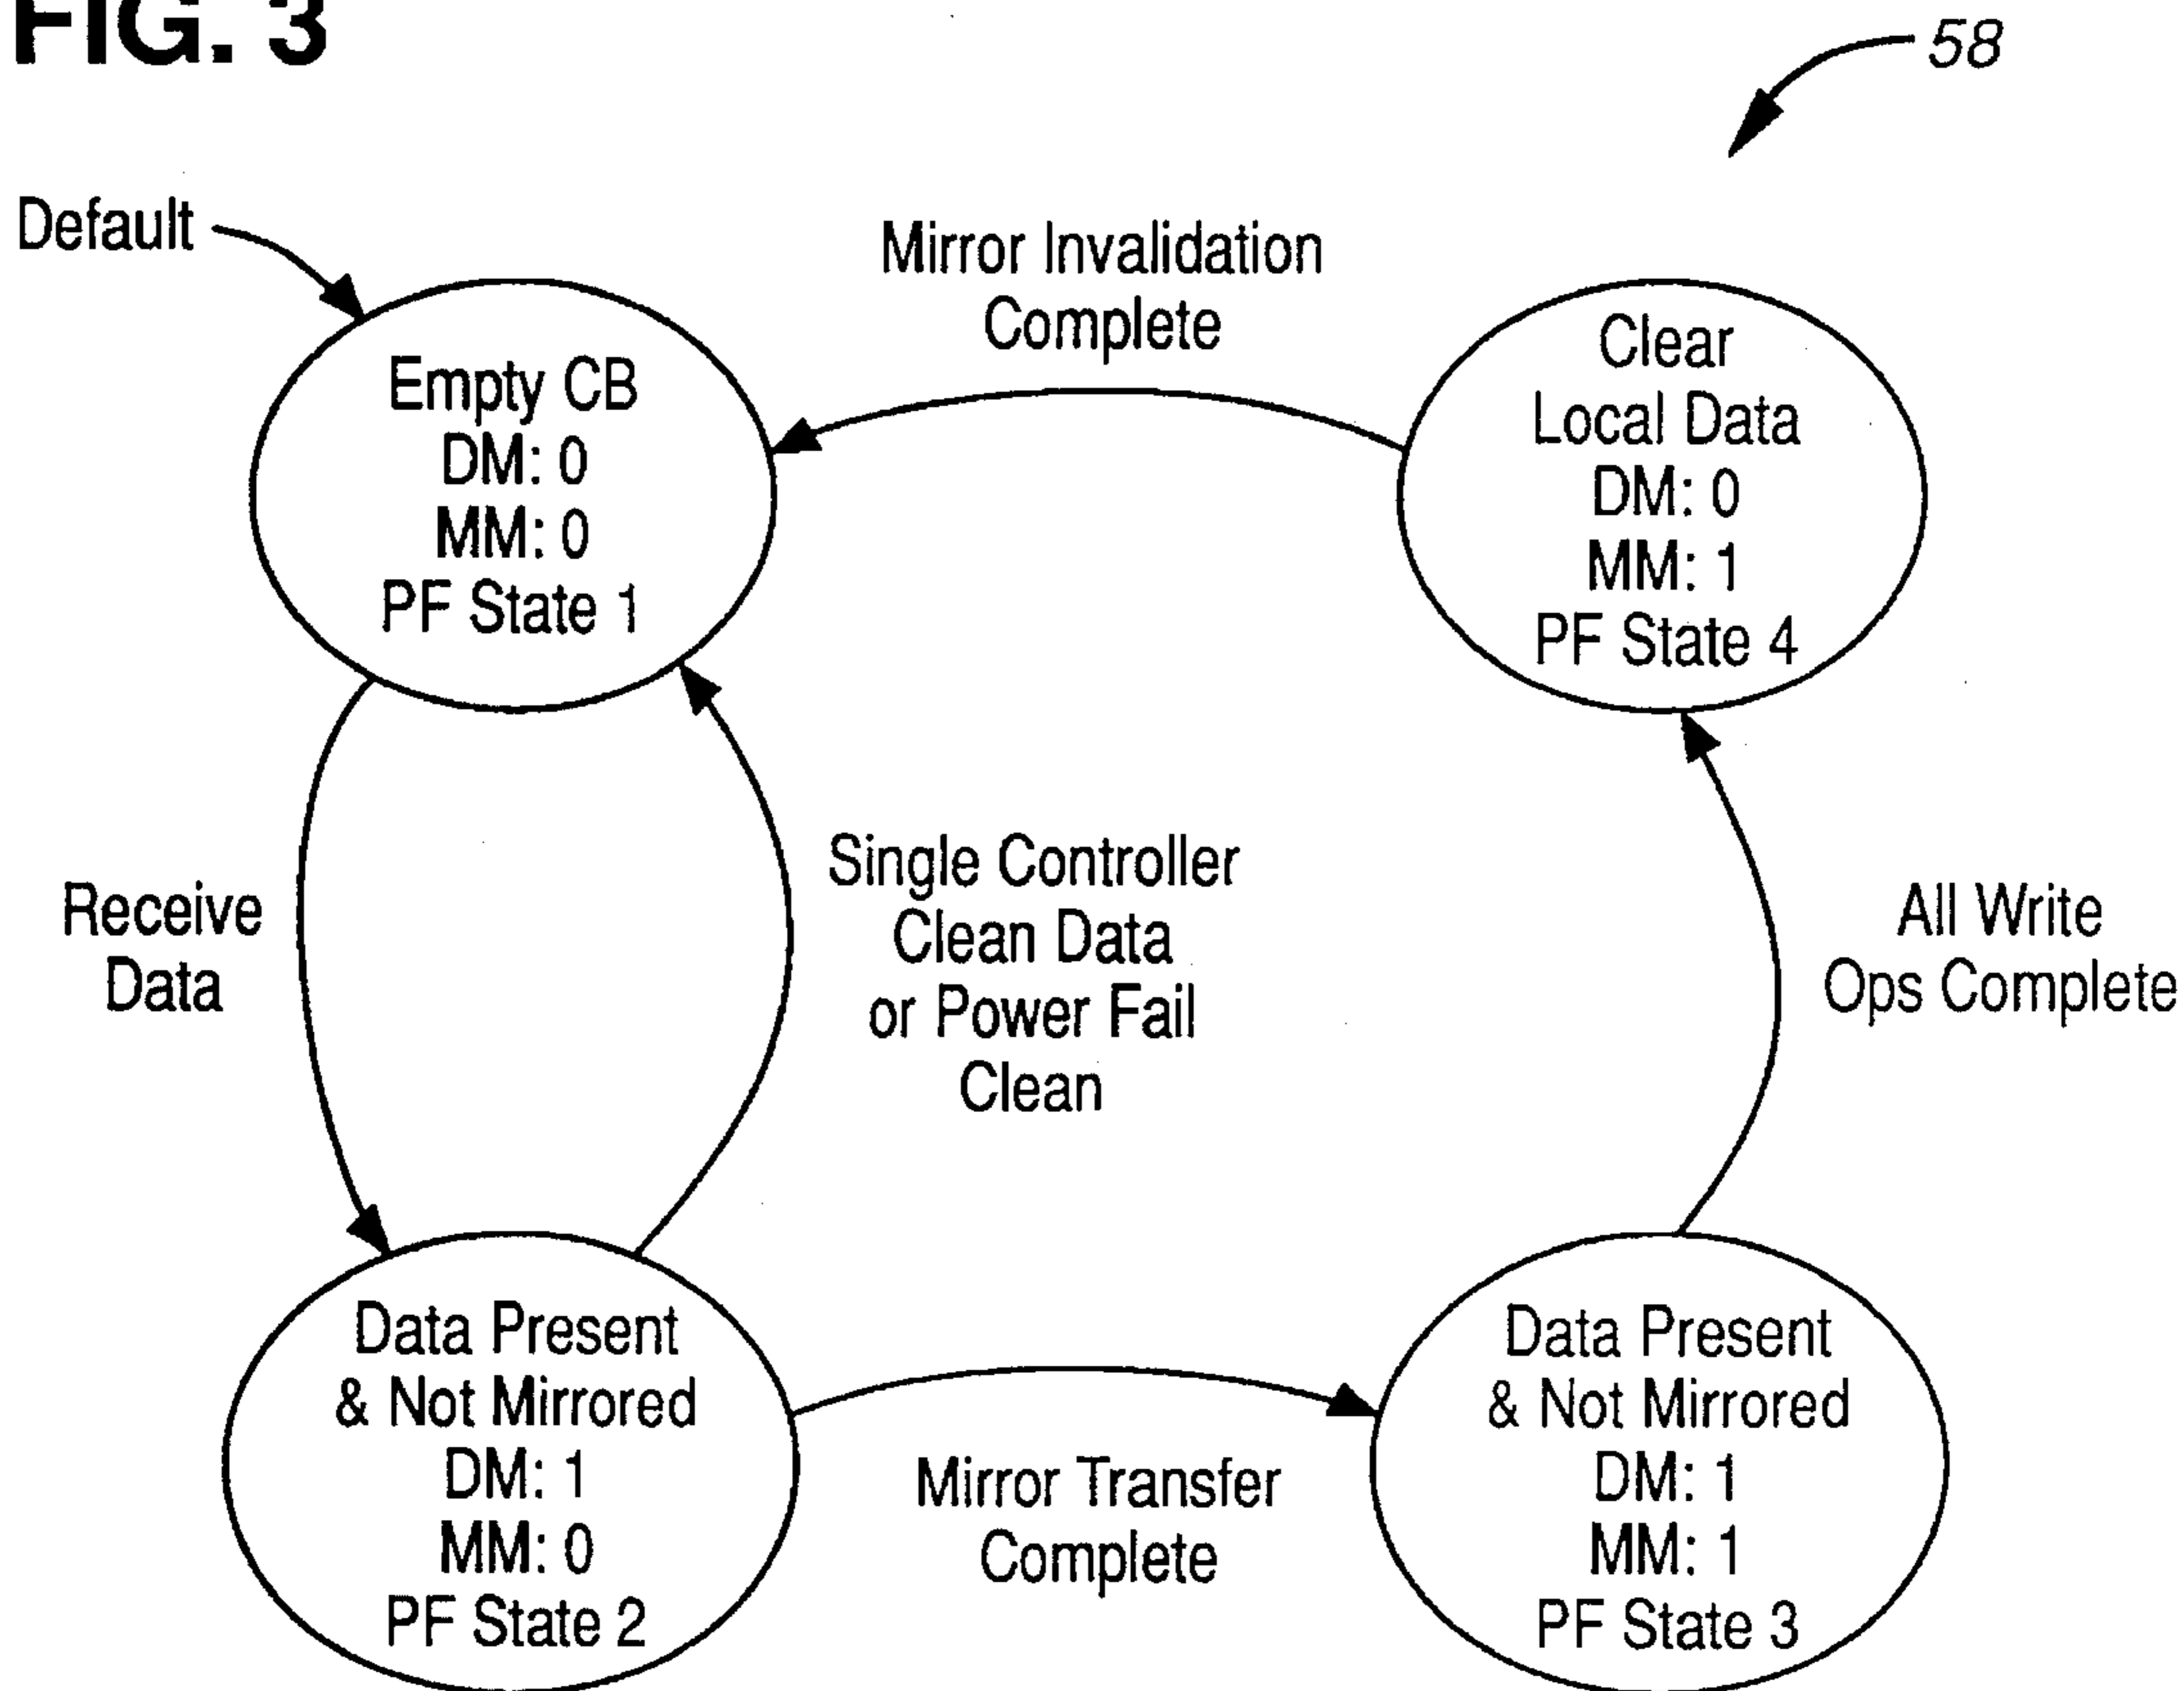 FIG. 3
58
Default
Mirror Invalidation
Complete
Empty CB
DM: 0
MM: 0
PF State 1
Clear
Local Data
DM: 0
MM: 1
PF State 4
Receive
Data
Single Controller
Clean Data
or Power Fail
Clean
All Write
Ops Complete
Data Present
& Not Mirrored
DM: 1
MM: 0
PF State 2
Mirror Transfer
Complete
Data Present
& Not Mirrored
DM: 1
MM: 1
PF State 3